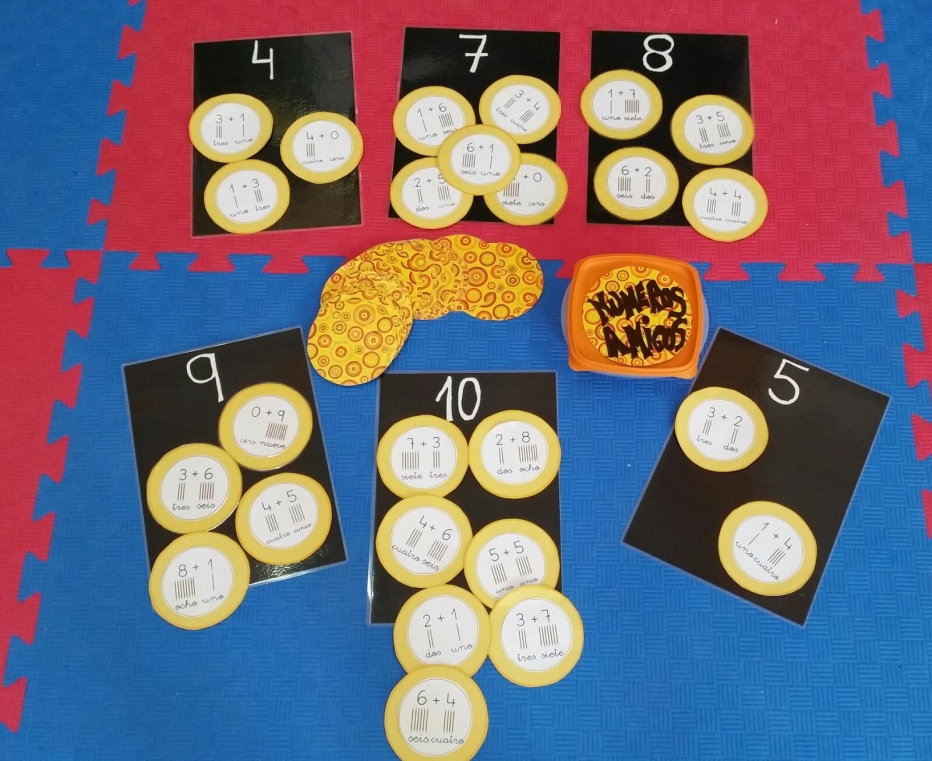 4
3 + 1
tres uno
4 + 0
cuatro cero
1 + 3
uno tres
7
1 + 6
uno seis
3 + 4
tres cuatro
6 + 1
seis uno
2 + 5
dos
+ 0
siete cero
8
1 + 7
uno siete
3 + 5
tres cinco
6 + 2
seis dos
4 + 4
cuatro cuatro
NÚMEROS
AMIGOS
9
0 + 9
cero nueve
3 + 6
tres seis
4 + 5
cuatro cinco
8 + 1
ocho uno
10
7 + 3
siete tres
2 + 8
dos ocho
4 + 6
cuatro seis
5 + 5
cinco cinco
2 + 1
dos uno
3 + 7
tres siete
6 + 4
seis cuatro
5
3 + 2
tres dos
1 + 4
uno cuatro